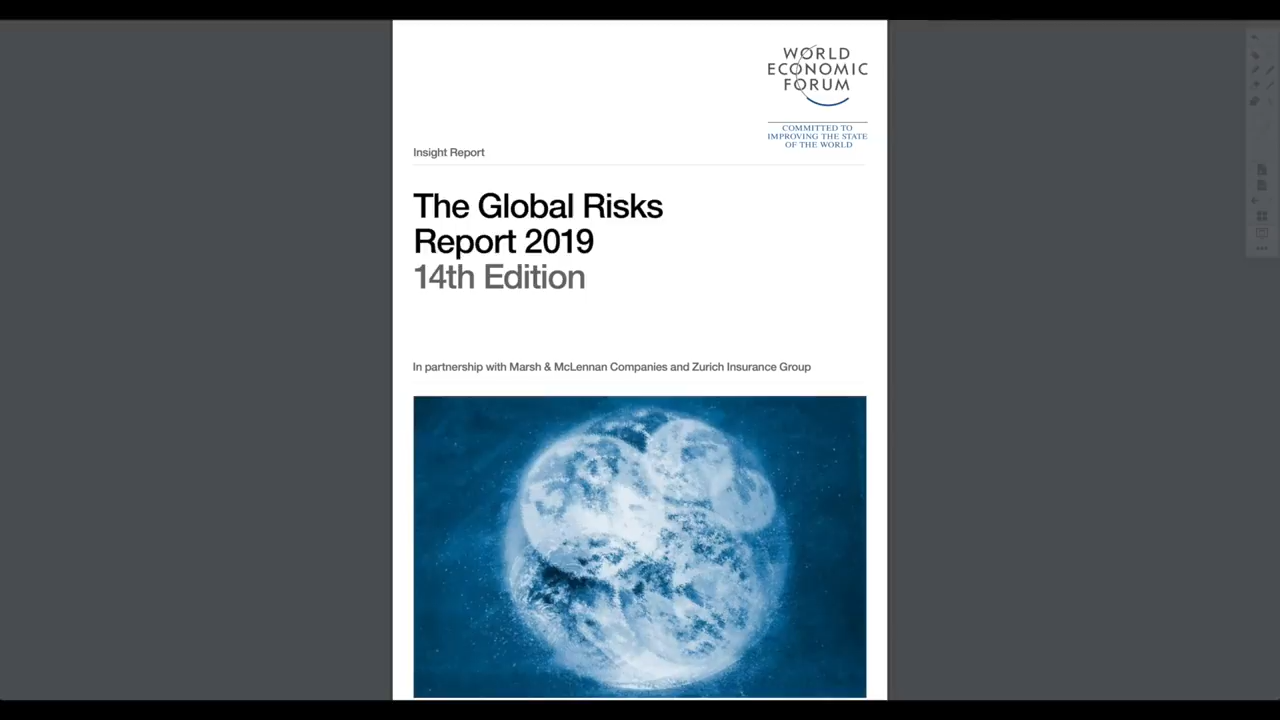 WORLD
ECONOMIC
FORUM
COMMITTED TO
IMPROVING THE STATE
OF THE WORLD
Insight Report
The Global Risks
Report 2019
14th Edition
In partnership with Marsh & McLennan Companies and Zurich Insurance Group